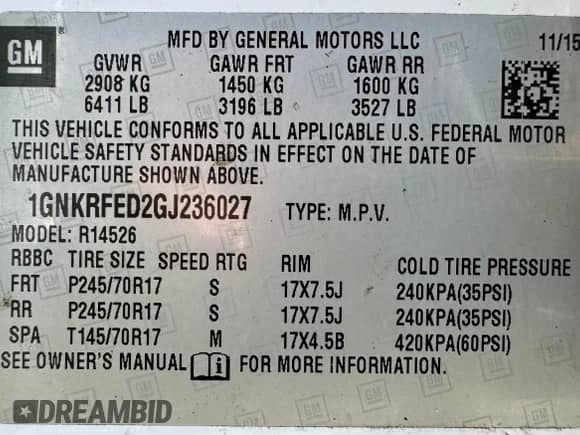 GM
MFD BY GENERAL MOTORS LLC 11/15
GVWR GAWR FRT GAWR RR
2908 KG 1450 KG 1600 KG
6411 LB 3196 LB 3527 LB
THIS VEHICLE CONFORMS TO ALL APPLICABLE U.S. FEDERAL MOTOR
VEHICLE SAFETY STANDARDS IN EFFECT ON THE DATE OF
MANUFACTURE SHOWN ABOVE.
1GNKRFED2GJ236027 TYPE: M.P.V.
MODEL: R14526
RBBC TIRE SIZE SPEED RTG RIM COLD TIRE PRESSURE
FRT P245/70R17 S 17X7.5J 240KPA(35PSI)
RR P245/70R17 S 17X7.5J 240KPA(35PSI)
SPA T145/70R17 M 17X4.5B 420KPA(60PSI)
SEE OWNER'S MANUAL FOR MORE INFORMATION.
DREAMBID